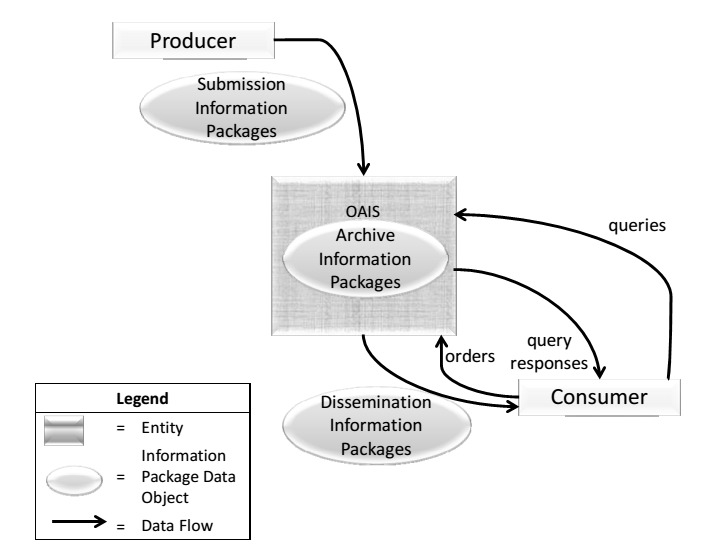 Producer
Submission
Information
Packages
OAIS
Archive
Information
Packages
queries
query
responses
orders
Consumer
Dissemination
Information
Packages
Legend
= Entity
Information
= Package Data
Object
= Data Flow